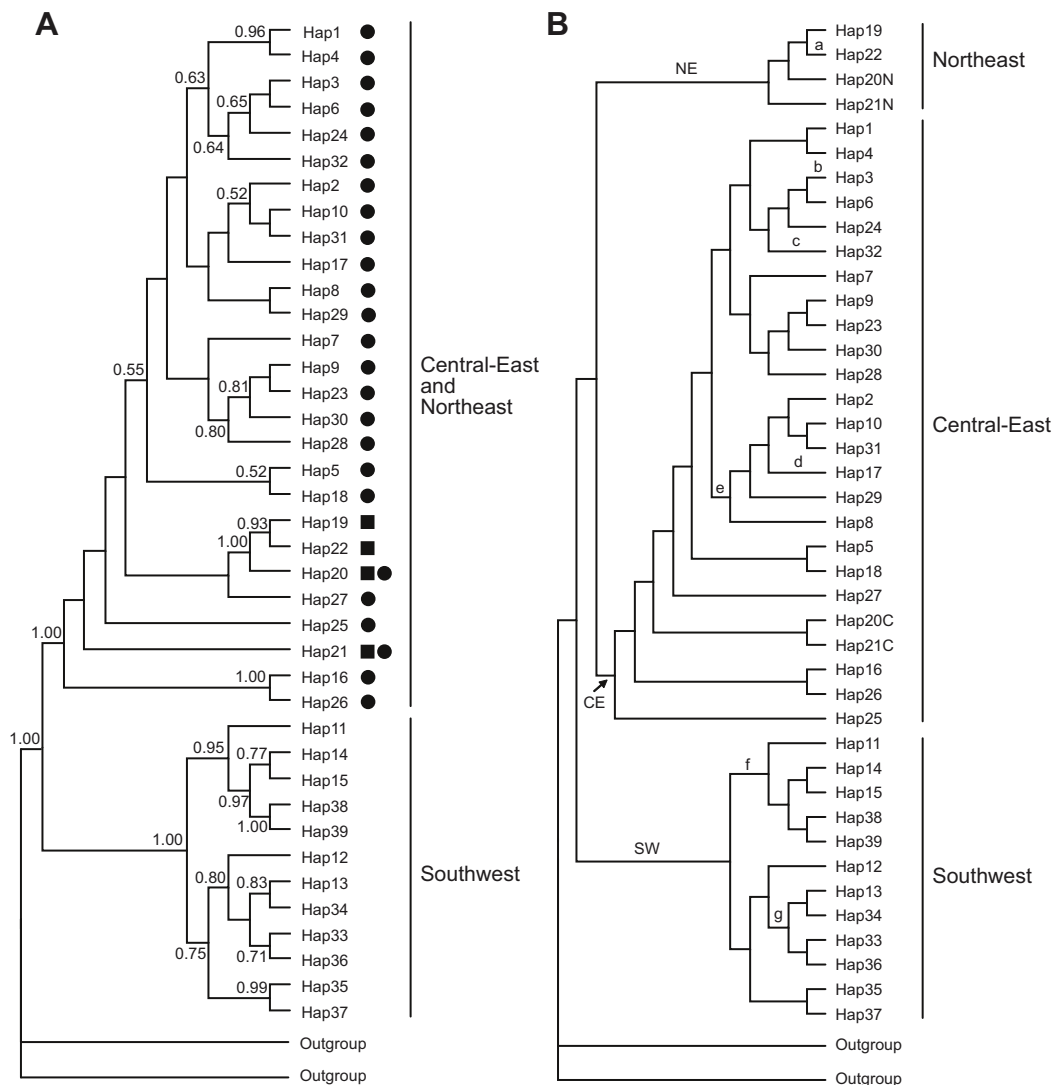 A
0.96
Hap1
Hap4
0.63
Hap3
0.65
Hap6
Hap24
0.64
Hap32
0.52
Hap2
Hap10
Hap31
Hap17
Hap8
Hap29
Hap7
0.55
Hap9
0.81
Hap23
Hap30
0.80
Hap28
0.52
Hap5
Hap18
0.93
Hap19
1.00
Hap22
Hap20
Hap27
Hap25
1.00
Hap21
1.00
Hap16
Hap26
Central-East
and
Northeast
1.00
0.95
Hap11
0.77
Hap14
Hap15
0.97
Hap38
1.00
Hap39
1.00
0.80
Hap12
0.83
Hap13
Hap34
Hap33
0.75
0.71
Hap36
0.99
Hap35
Hap37
Southwest
Outgroup
Outgroup
B
NE
Hap19
a
Hap22
Hap20N
Hap21N
Northeast
Hap1
Hap4
b
Hap3
Hap6
Hap24
c
Hap32
Hap7
Hap9
Hap23
Hap30
Hap28
Hap2
Hap10
Hap31
d
Hap17
e
Hap29
Hap8
Hap5
Hap18
Hap27
Hap20C
Hap21C
Hap16
Hap26
CE
Hap25
Central-East
Hap11
f
Hap14
Hap15
Hap38
Hap39
SW
Hap12
Hap13
g
Hap34
Hap33
Hap36
Hap35
Hap37
Southwest
Outgroup
Outgroup